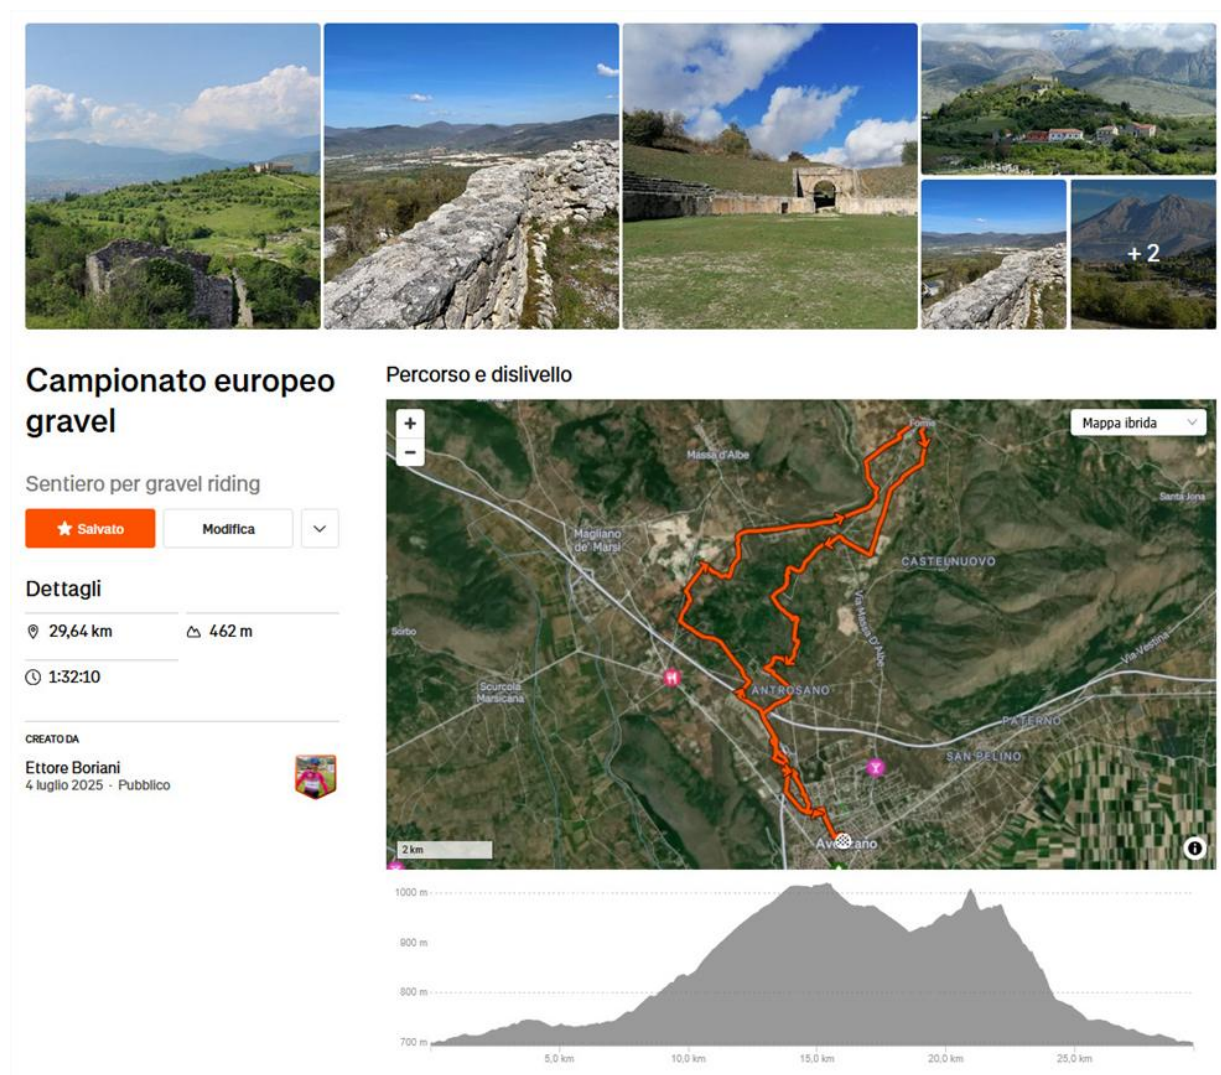 + 2
Campionato europeo
gravel
Sentiero per gravel riding
Salvato
Modifica
Dettagli
29,64 km
462 m
1:32:10
CREATO DA
Ettore Boriani
4 luglio 2025 · Pubblico
Percorso e dislivello
+
−
Mappa ibrida
Forme
Massa d'Albe
Santa Jona
Magliano
de' Marsi
CASTELNUOVO
Via Massa D'Albe
Sorbo
Via Vestina
Scurcola
Marsicana
ANTROSANO
PATERNO
SAN PELINO
2 km
1000 m
900 m
800 m
700 m
5,0 km
10,0 km
15,0 km
20,0 km
25,0 km